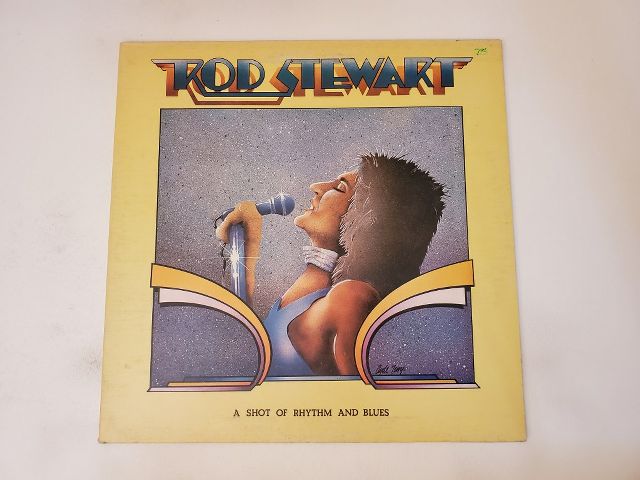 ROD STEWART
A SHOT OF RHYTHM AND BLUES